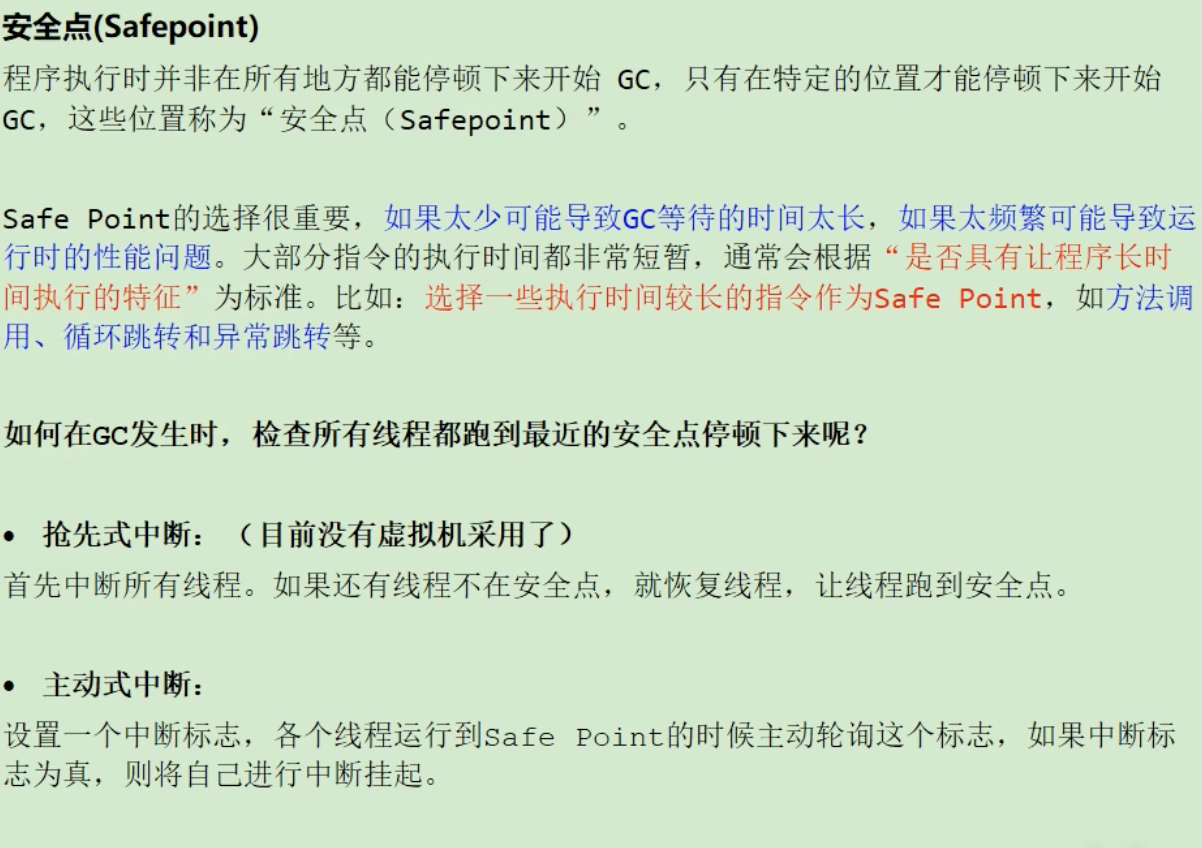 安全点(Safepoint)
程序执行时并非在所有地方都能停顿下来开始 GC，只有在特定的位置才能停顿下来开始
GC，这些位置称为“安全点（Safepoint）”。
Safe Point的选择很重要，如果太少可能导致GC等待的时间太长，如果太频繁可能导致运
行时的性能问题。大部分指令的执行时间都非常短暂，通常会根据“是否具有让程序长时
间执行的特征”为标准。比如：选择一些执行时间较长的指令作为Safe Point，如方法调
用、循环跳转和异常跳转等。
如何在GC发生时，检查所有线程都跑到最近的安全点停顿下来呢？
• 抢先式中断：（目前没有虚拟机采用了）
首先中断所有线程。如果还有线程不在安全点，就恢复线程，让线程跑到安全点。
• 主动式中断：
设置一个中断标志，各个线程运行到Safe Point的时候主动轮询这个标志，如果中断标
志为真，则将自己进行中断挂起。